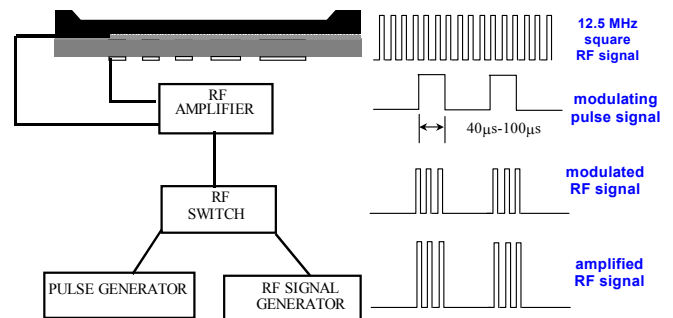 12.5 MHz
square
RF signal
RF
AMPLIFIER
modulating
pulse signal
40μs-100μs
modulated
RF signal
RF
SWITCH
amplified
RF signal
PULSE GENERATOR
RF SIGNAL
GENERATOR